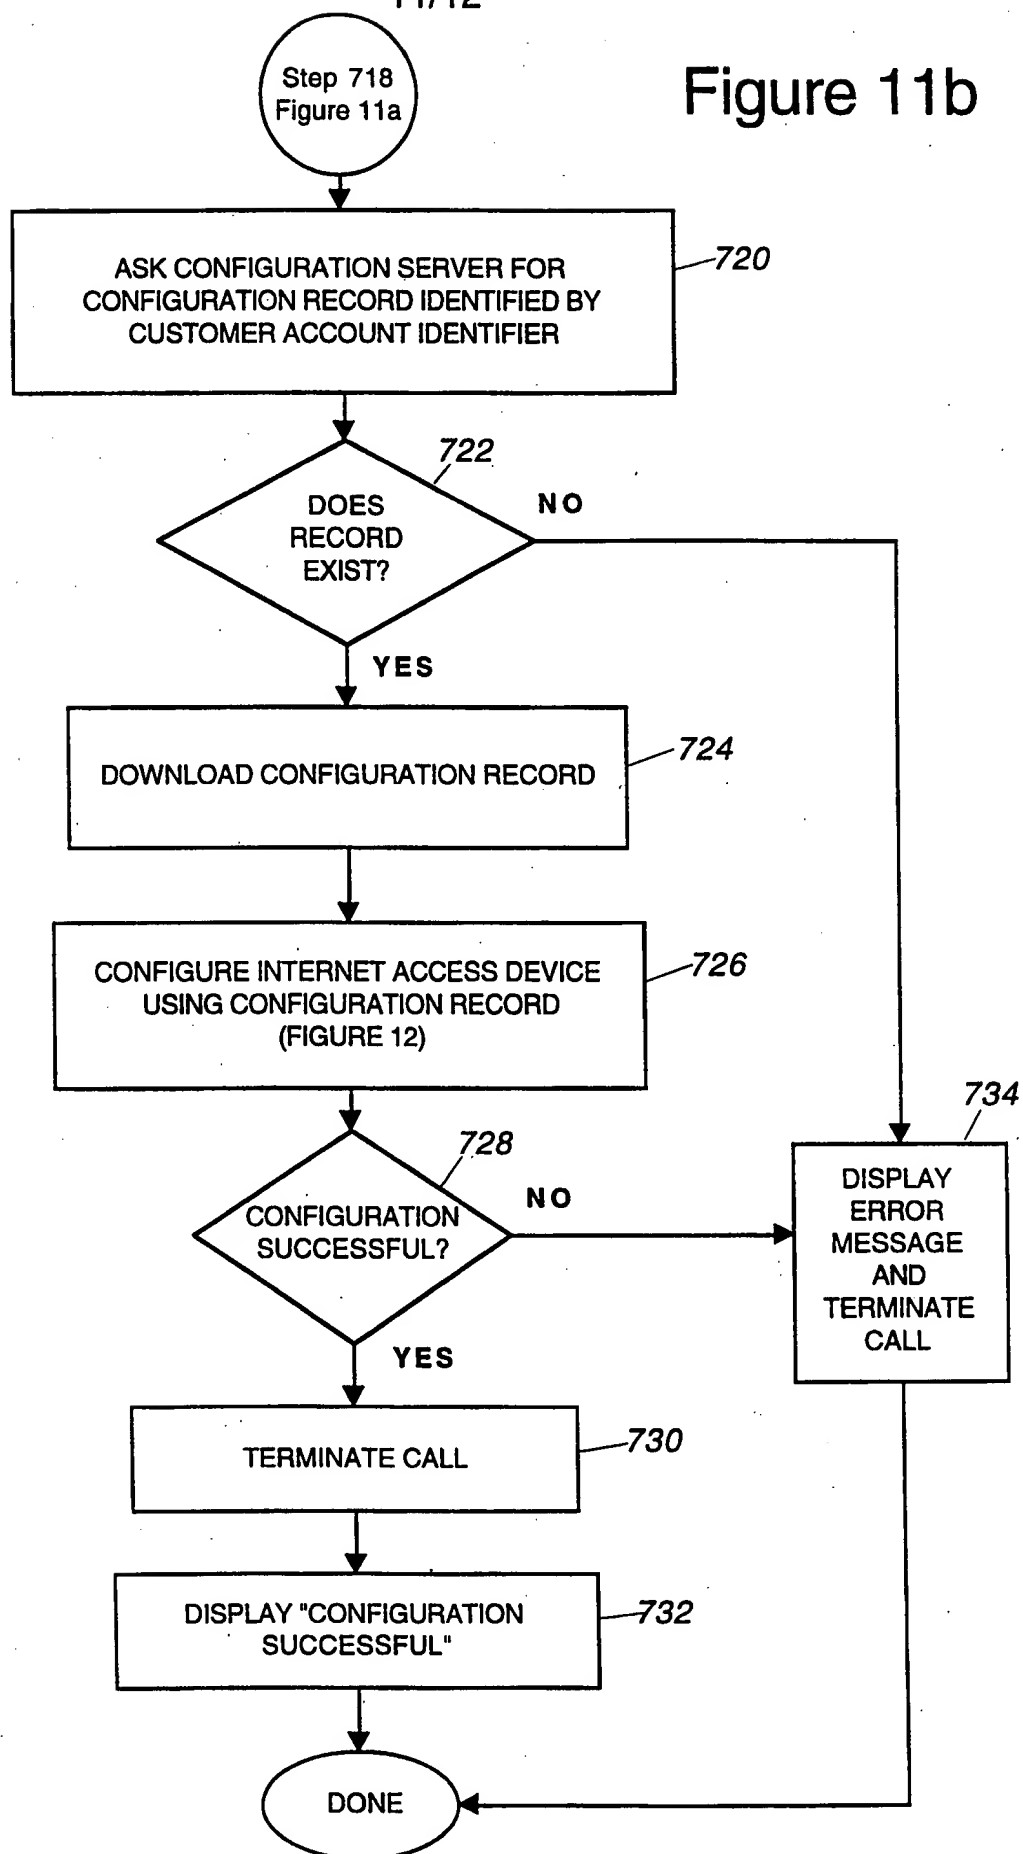 11/12
Step 718
Figure 11a
Figure 11b
ASK CONFIGURATION SERVER FOR
CONFIGURATION RECORD IDENTIFIED BY
CUSTOMER ACCOUNT IDENTIFIER
720
722
DOES
RECORD
EXIST?
NO
YES
DOWNLOAD CONFIGURATION RECORD
724
CONFIGURE INTERNET ACCESS DEVICE
USING CONFIGURATION RECORD
(FIGURE 12)
726
728
CONFIGURATION
SUCCESSFUL?
NO
YES
734
DISPLAY
ERROR
MESSAGE
AND
TERMINATE
CALL
TERMINATE CALL
730
DISPLAY "CONFIGURATION
SUCCESSFUL"
732
DONE